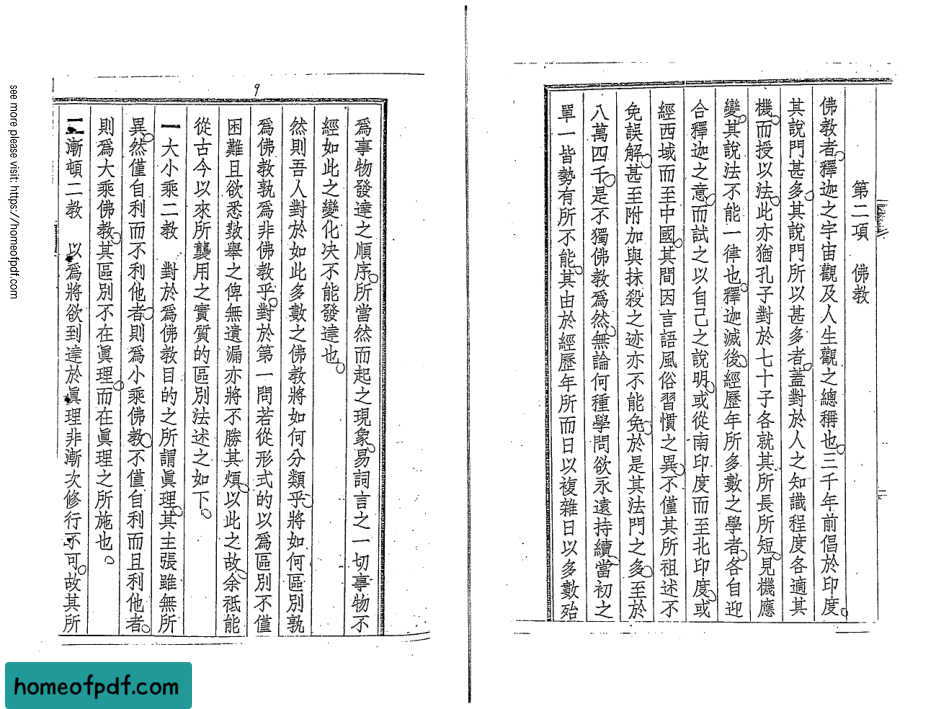 第二項　佛教
佛教者釋迦之宇宙觀及人生觀之總稱也。三千年前倡於印度。
其說門甚多。其說門所以甚多者。蓋對於人之知識程度各適其
機。而授以法。此亦猶孔子對於七十子各就其所長所短。見機應
變。其說法不能一律也。釋迦滅後。經歷年所多數之學者。各自迎
合釋迦之意。而試之以自己之說明。或從南印度而至北印度。或
經西域而至中國。其間因言語風俗習慣之異。不僅其所祖述不
免誤解。甚至附加與抹殺之迹亦不能免。於是其法門之多。至於
八萬四千。是不獨佛教爲然。無論何種學問欲永遠持續當初之
單一皆勢有所不能。其由於經歷年所而日以複雜日以多數殆
9
爲事物發達之順序。所當然而起之現象。易詞言之一切事物不
經如此之變化決不能發達也。
然則吾人對於如此多數之佛教將如何分類乎。將如何區別孰
爲佛教孰爲非佛教乎。對於第一問若從形式的以爲區別不僅
困難且欲悉數舉之俾無遺漏亦將不勝其煩。以此之故。余祗能
從古今以來所襲用之實質的區別法述之如下。
一大小乘二教　對於爲佛教目的之所謂眞理。其主張雖無所
異。然僅自利而不利他者。則爲小乘佛教。不僅自利而且利他者。
則爲大乘佛教。其區別不在眞理。而在眞理之所施也。
二漸頓二教　以爲將欲到達於眞理非漸次修行不可。故其所
see more please visit: https://homeofpdf.com
homeofpdf.com